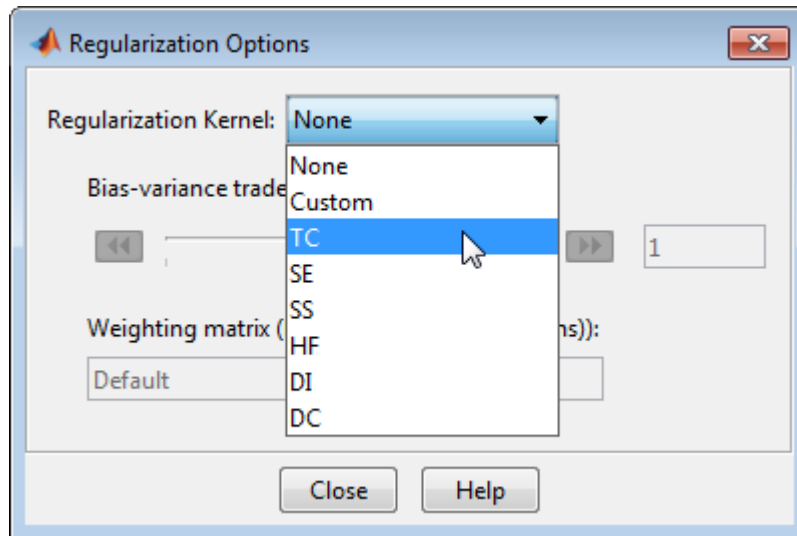 Regularization Options
Regularization Kernel: None
None
Bias-variance trade
Custom
TC
1
SE
SS
Weighting matrix ( ns)):
HF
Default
DI
DC
Close Help